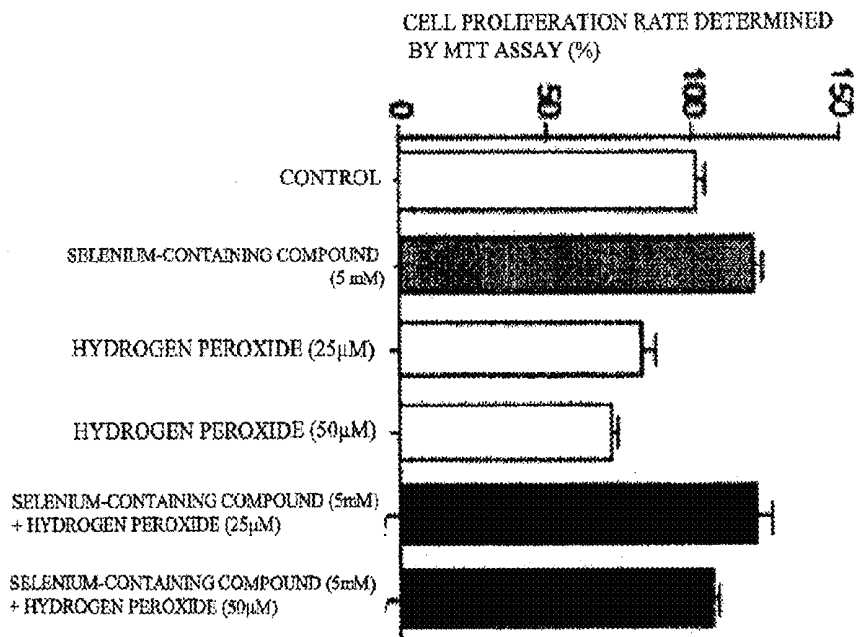 CELL PROLIFERATION RATE DETERMINED
BY MTT ASSAY (%)
0
50
100
150
CONTROL
SELENIUM-CONTAINING COMPOUND
(5 mM)
HYDROGEN PEROXIDE (25μM)
HYDROGEN PEROXIDE (50μM)
SELENIUM-CONTAINING COMPOUND (5mM)
+ HYDROGEN PEROXIDE (25μM)
SELENIUM-CONTAINING COMPOUND (5mM)
+ HYDROGEN PEROXIDE (50μM)